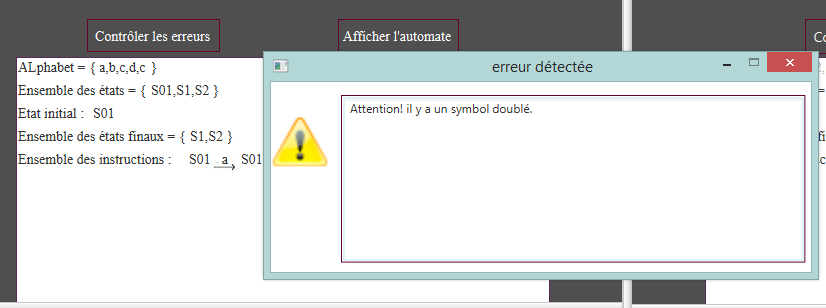 Contrôler les erreurs
Afficher l'automate
Co
erreur détectée
ALphabet = { a,b,c,d,c }
Ensemble des états = { S01,S1,S2 }
Etat initial : S01
Ensemble des états finaux = { S1,S2 }
Ensemble des instructions : S01 a S01
Attention! il y a un symbol doublé.